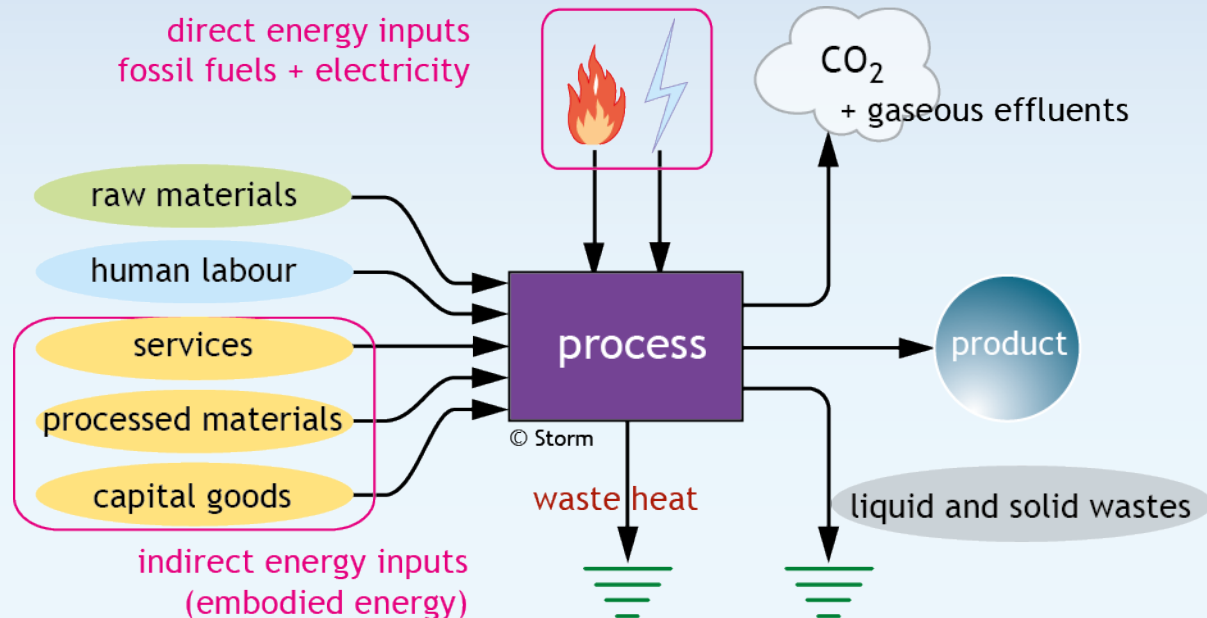 direct energy inputs
fossil fuels + electricity
CO₂
+ gaseous effluents
raw materials
human labour
services
processed materials
capital goods
process
product
© Storm
waste heat
liquid and solid wastes
indirect energy inputs
(embodied energy)